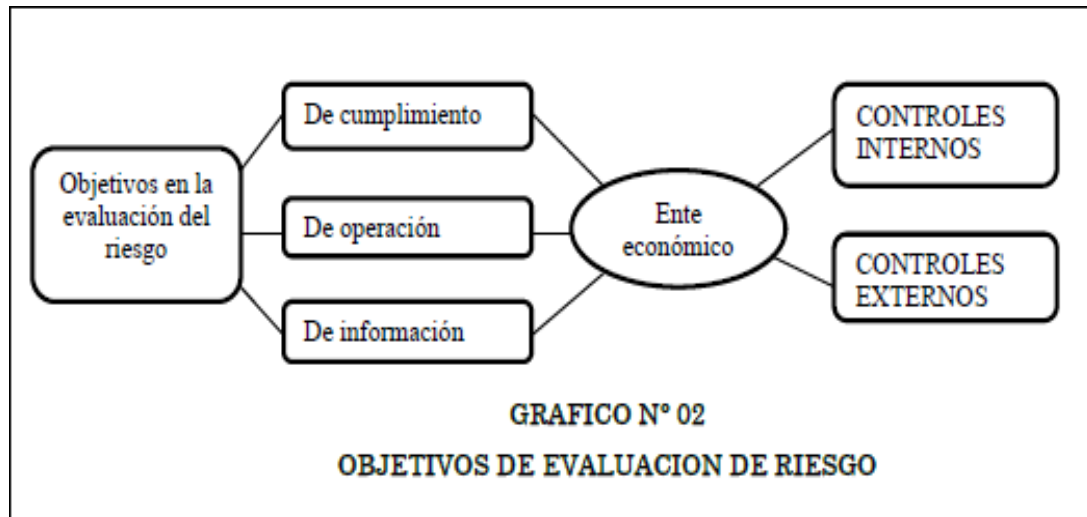 Objetivos en la
evaluación del
riesgo
De cumplimiento
De operación
De información
Ente
económico
CONTROLES
INTERNOS
CONTROLES
EXTERNOS
GRAFICO N° 02
OBJETIVOS DE EVALUACION DE RIESGO